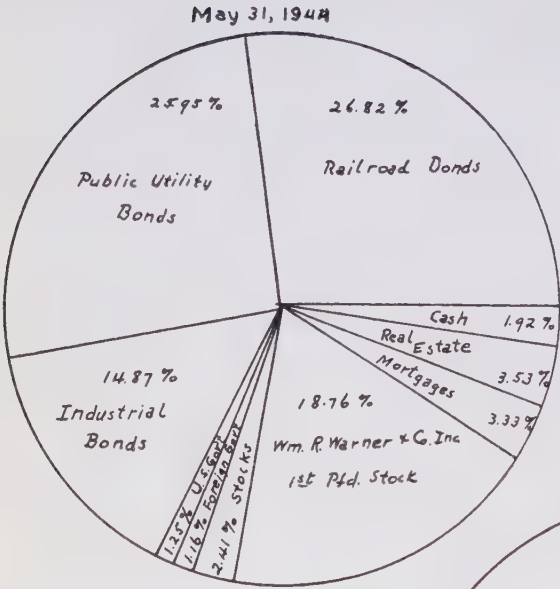 May 31, 1944
25.95 %
Public Utility
Bonds
26.82 %
Railroad Bonds
Cash 1.92 %
Real Estate
3.53 %
Mortgages
3.33 %
18.76 %
Wm. R. Warner & Co. Inc
1st Pfd. Stock
2.41 % Stocks
1.16 % Foreign Govt
1.25 % U.S. Govt
14.87 %
Industrial
Bonds